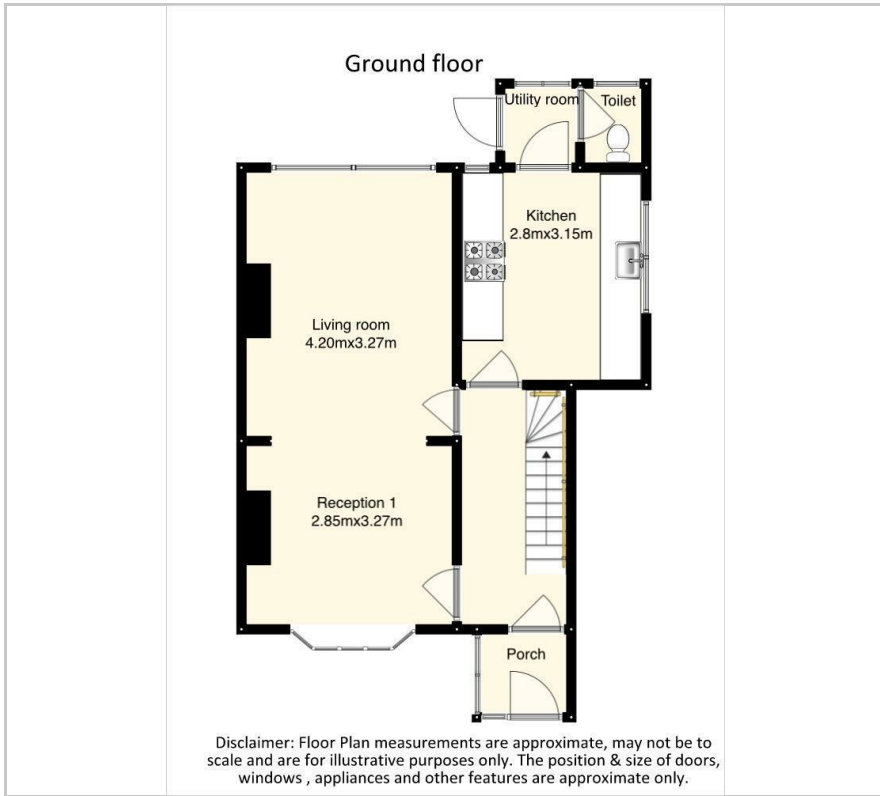 Ground floor
Utility room
Toilet
Kitchen
2.8mx3.15m
Living room
4.20mx3.27m
Reception 1
2.85mx3.27m
Porch
Disclaimer: Floor Plan measurements are approximate, may not be to
scale and are for illustrative purposes only. The position & size of doors,
windows , appliances and other features are approximate only.